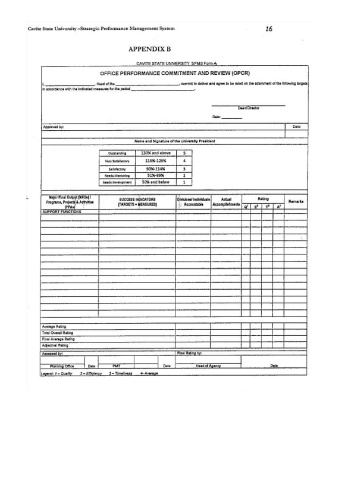 Cavite State University -Strategic Performance Management System 16
APPENDIX B
CAVITE STATE UNIVERSITY SPMS Form-A
OFFICE PERFORMANCE COMMITMENT AND REVIEW (OPCR)
I, Head of the , commit to deliver and agree to be rated on the attainment of the following targets
in accordance with the indicated measures for the period
Dean/Director
Date:
Approved by: Date
Name and Signature of the University President
Outstanding 130% and above 5
Very Satisfactory 115%-129% 4
Satisfactory 90%-114% 3
Needs Mentoring 51%-89% 2
Needs Development 50% and below 1
Major Final Output (MFOs) / Programs, Projects & Activities (PPAs) SUCCESS INDICATORS (TARGETS + MEASURES) Division/ Individuals Accountable Actual Accomplishments Rating Remarks
Q1 E2 T3 A4
SUPPORT FUNCTIONS
Average Rating
Total Overall Rating
Final Average Rating
Adjectival Rating
Assessed by: Final Rating by:
Planning Office Date PMT Date Head of Agency Date
Legend: 1 - Quality 2 - Efficiency 3 - Timeliness 4- Average